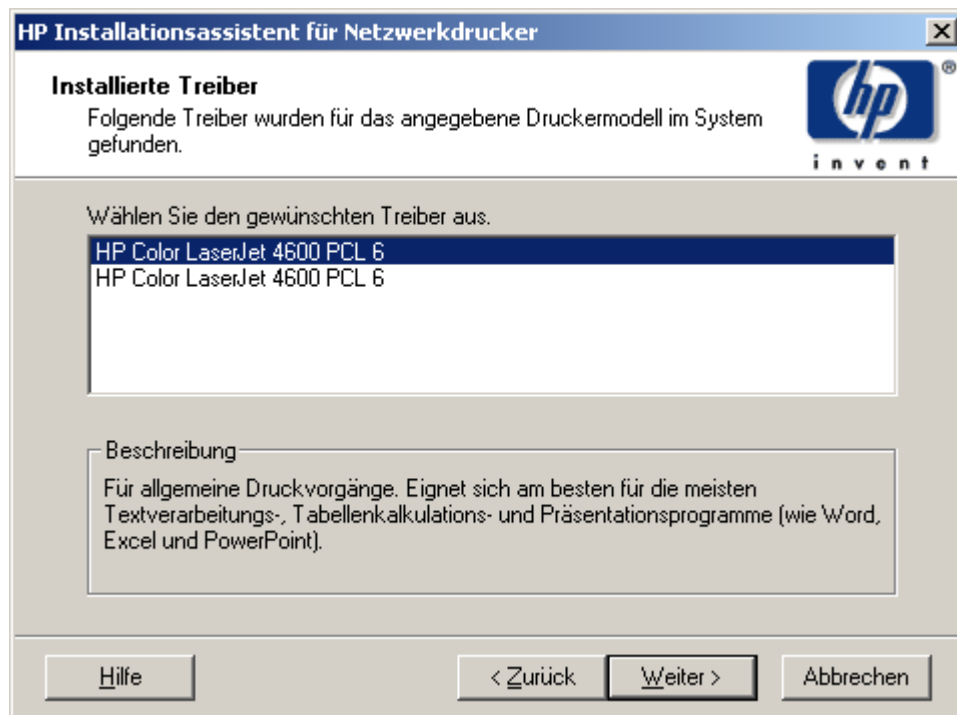 HP Installationsassistent für Netzwerkdrucker
Installierte Treiber
Folgende Treiber wurden für das angegebene Druckermodell im System
gefunden.
hp
®
invent
Wählen Sie den gewünschten Treiber aus.
HP Color LaserJet 4600 PCL 6
HP Color LaserJet 4600 PCL 6
Beschreibung
Für allgemeine Druckvorgänge. Eignet sich am besten für die meisten
Textverarbeitungs-, Tabellenkalkulations- und Präsentationsprogramme (wie Word,
Excel und PowerPoint).
Hilfe
< Zurück
Weiter >
Abbrechen